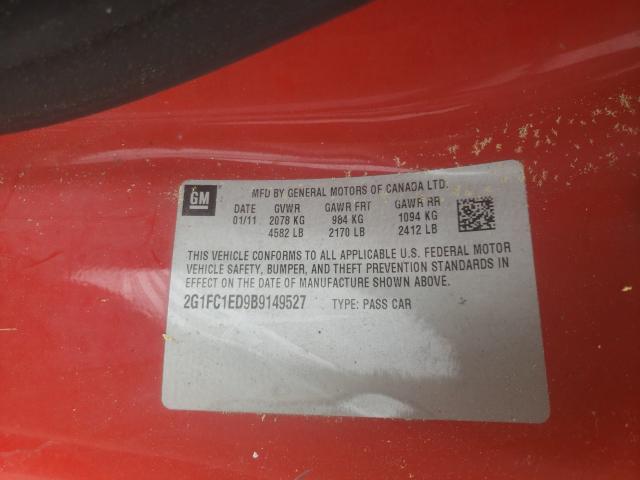 GM
MFD BY GENERAL MOTORS OF CANADA LTD.
DATE GVWR GAWR FRT GAWR RR
01/11 2078 KG 984 KG 1094 KG
4582 LB 2170 LB 2412 LB
THIS VEHICLE CONFORMS TO ALL APPLICABLE U.S. FEDERAL MOTOR
VEHICLE SAFETY, BUMPER, AND THEFT PREVENTION STANDARDS IN
EFFECT ON THE DATE OF MANUFACTURE SHOWN ABOVE.
2G1FC1ED9B9149527 TYPE: PASS CAR